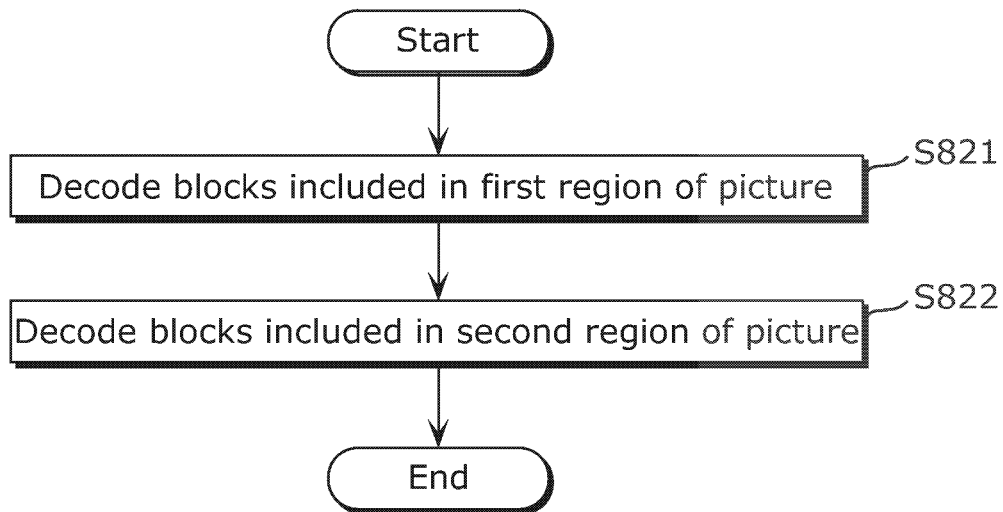 Start
S821
Decode blocks included in first region of picture
S822
Decode blocks included in second region of picture
End